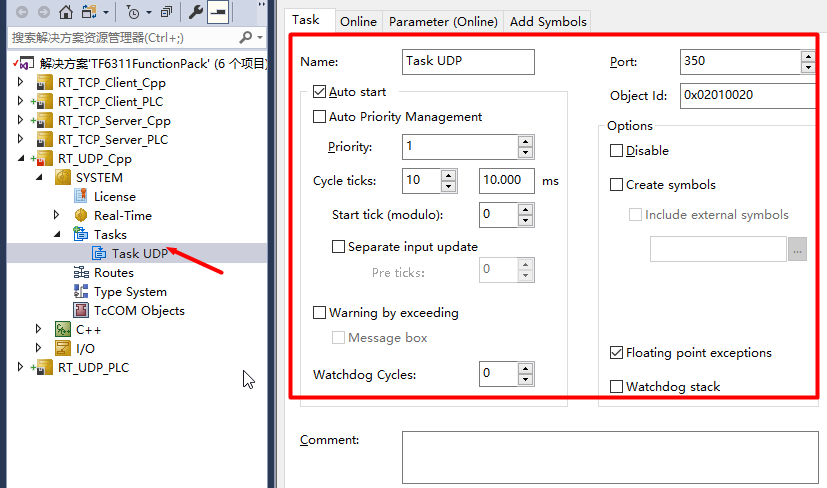 搜索解决方案资源管理器(Ctrl+;)
解决方案'TF6311FunctionPack' (6 个项目)
RT_TCP_Client_Cpp
RT_TCP_Client_PLC
RT_TCP_Server_Cpp
RT_TCP_Server_PLC
RT_UDP_Cpp
SYSTEM
License
Real-Time
Tasks
Task UDP
Routes
Type System
TcCOM Objects
C++
I/O
RT_UDP_PLC
Task Online Parameter (Online) Add Symbols
Name: Task UDP
Port: 350
Auto start
Object Id: 0x02010020
Auto Priority Management
Options
Priority: 1
Disable
Cycle ticks: 10 10.000 ms
Create symbols
Start tick (modulo): 0
Include external symbols
Separate input update
...
Pre ticks: 0
Warning by exceeding
Message box
Floating point exceptions
Watchdog Cycles: 0
Watchdog stack
Comment: